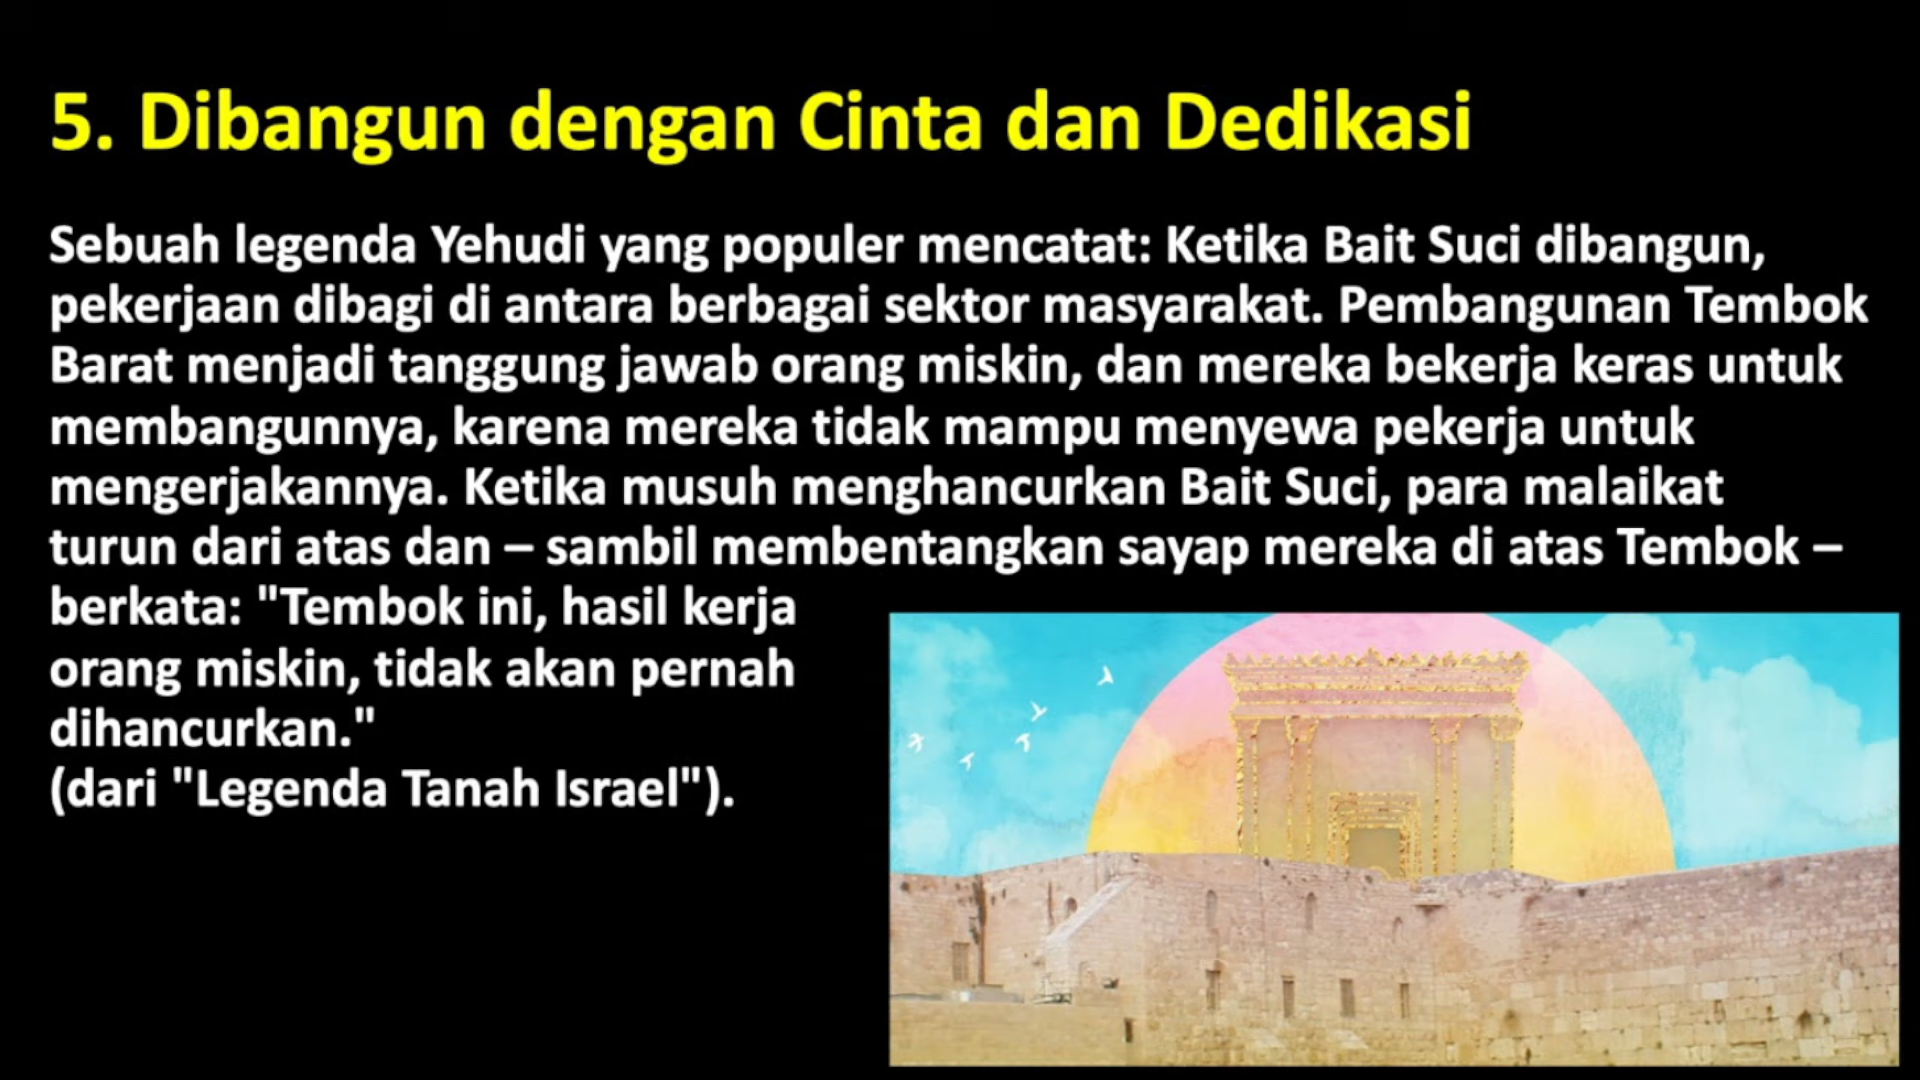 5. Dibangun dengan Cinta dan Dedikasi
Sebuah legenda Yehudi yang populer mencatat: Ketika Bait Suci dibangun,
pekerjaan dibagi di antara berbagai sektor masyarakat. Pembangunan Tembok
Barat menjadi tanggung jawab orang miskin, dan mereka bekerja keras untuk
membangunnya, karena mereka tidak mampu menyewa pekerja untuk
mengerjakannya. Ketika musuh menghancurkan Bait Suci, para malaikat
turun dari atas dan – sambil membentangkan sayap mereka di atas Tembok –
berkata: "Tembok ini, hasil kerja
orang miskin, tidak akan pernah
dihancurkan."
(dari "Legenda Tanah Israel").